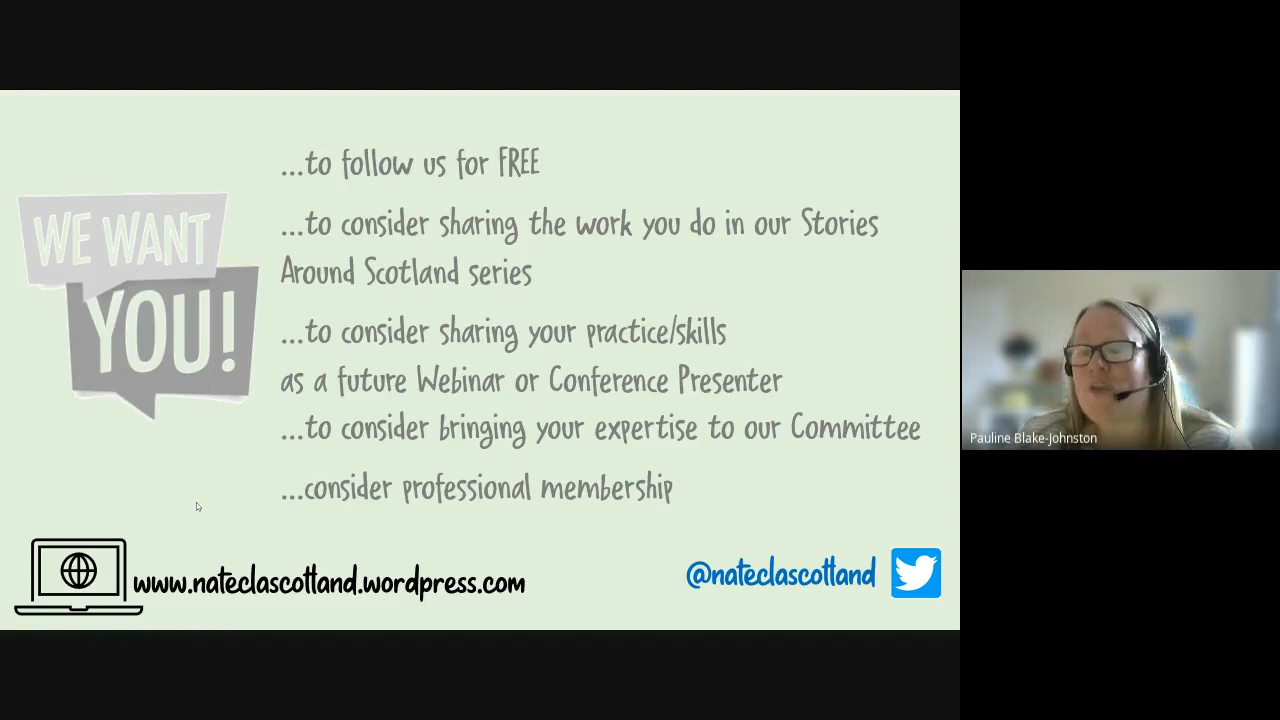 WE WANT
YOU!
...to follow us for FREE
...to consider sharing the work you do in our Stories
Around Scotland series
...to consider sharing your practice/skills
as a future Webinar or Conference Presenter
...to consider bringing your expertise to our Committee
...consider professional membership
www.nateclascotland.wordpress.com
@nateclascotland
Pauline Blake-Johnston